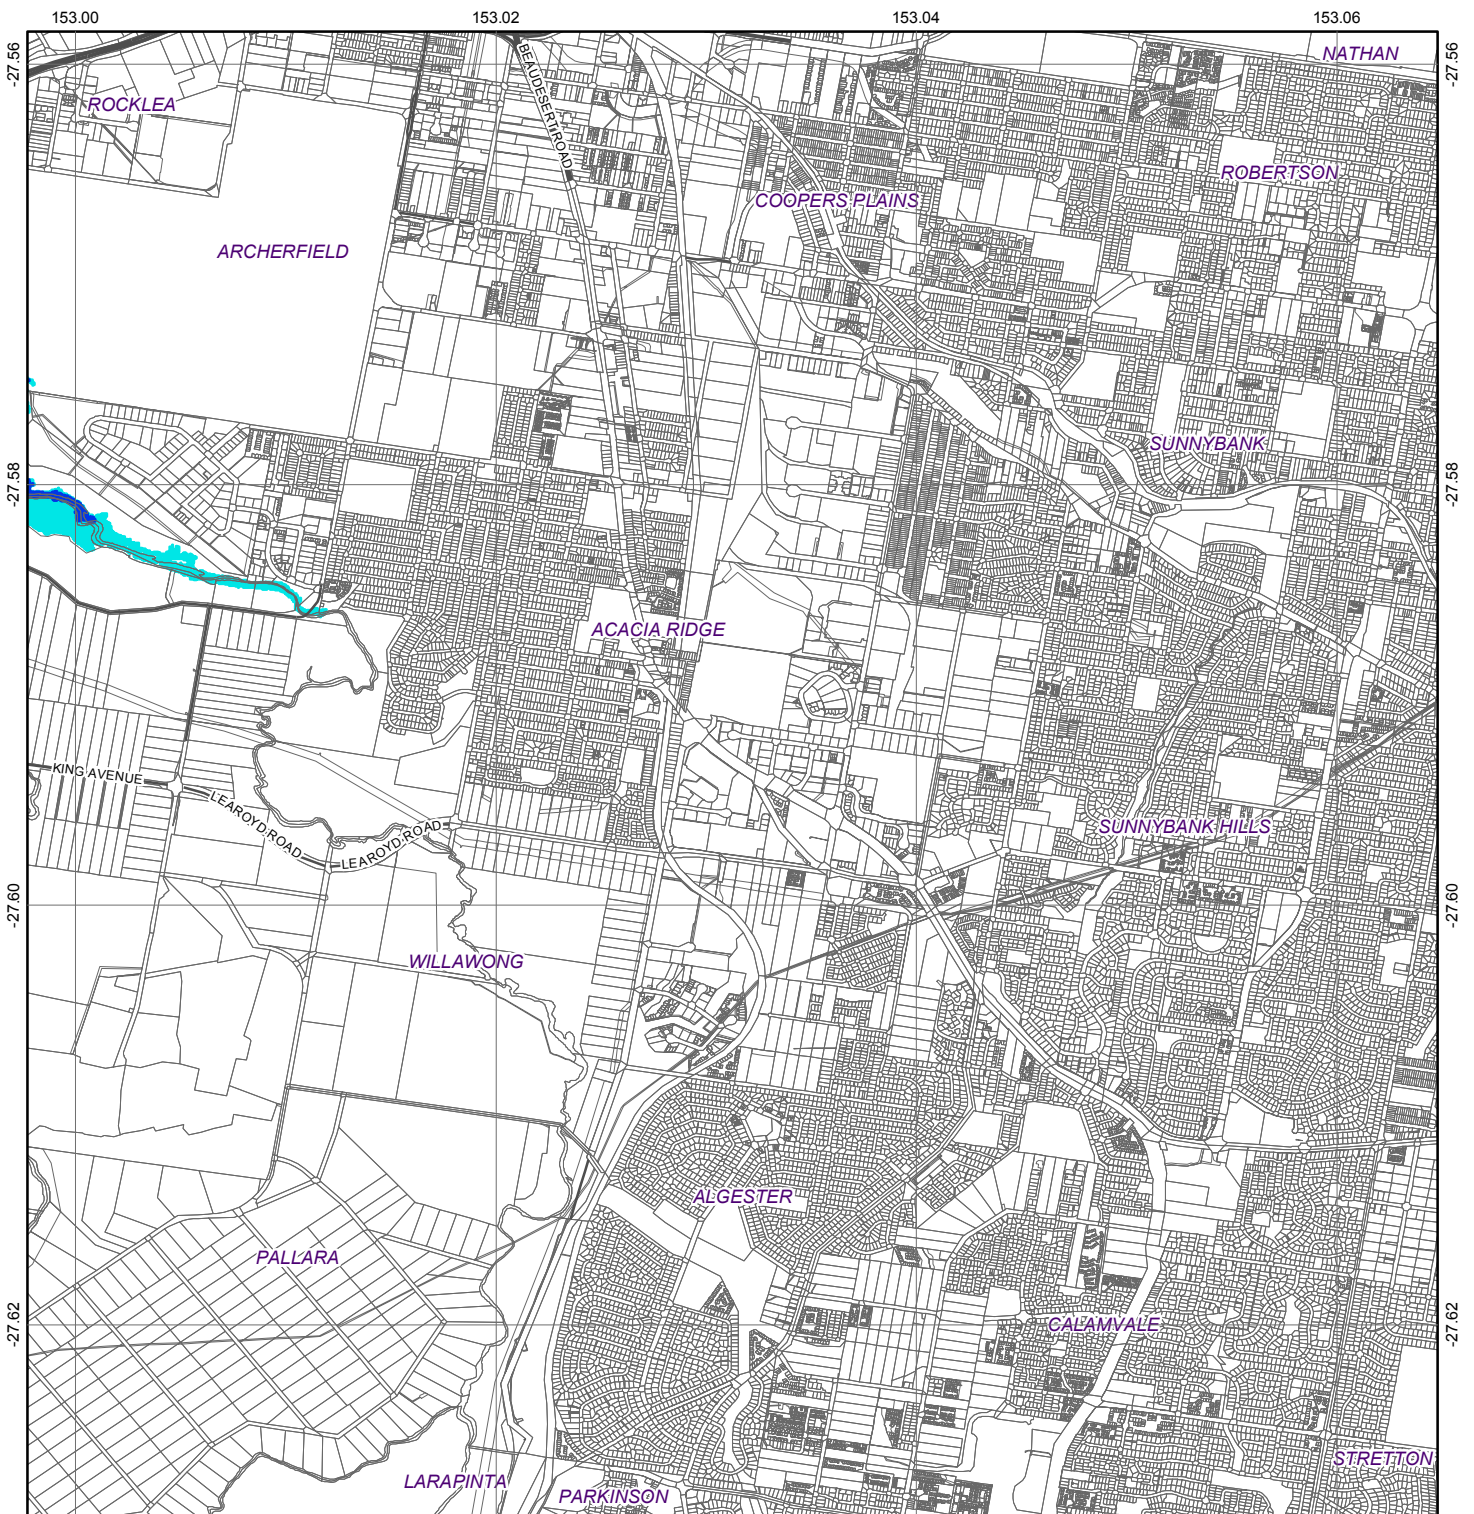 153.00
153.02
153.04
153.06
-27.56
-27.56
NATHAN
BEAUDESERT ROAD
ROCKLEA
ROBERTSON
COOPERS PLAINS
ARCHERFIELD
SUNNYBANK
-27.58
-27.58
ACACIA RIDGE
KING AVENUE
LEAROYD ROAD
LEAROYD ROAD
SUNNYBANK HILLS
-27.60
-27.60
WILLAWONG
ALGESTER
PALLARA
-27.62
-27.62
CALAMVALE
STRETTON
LARAPINTA
PARKINSON